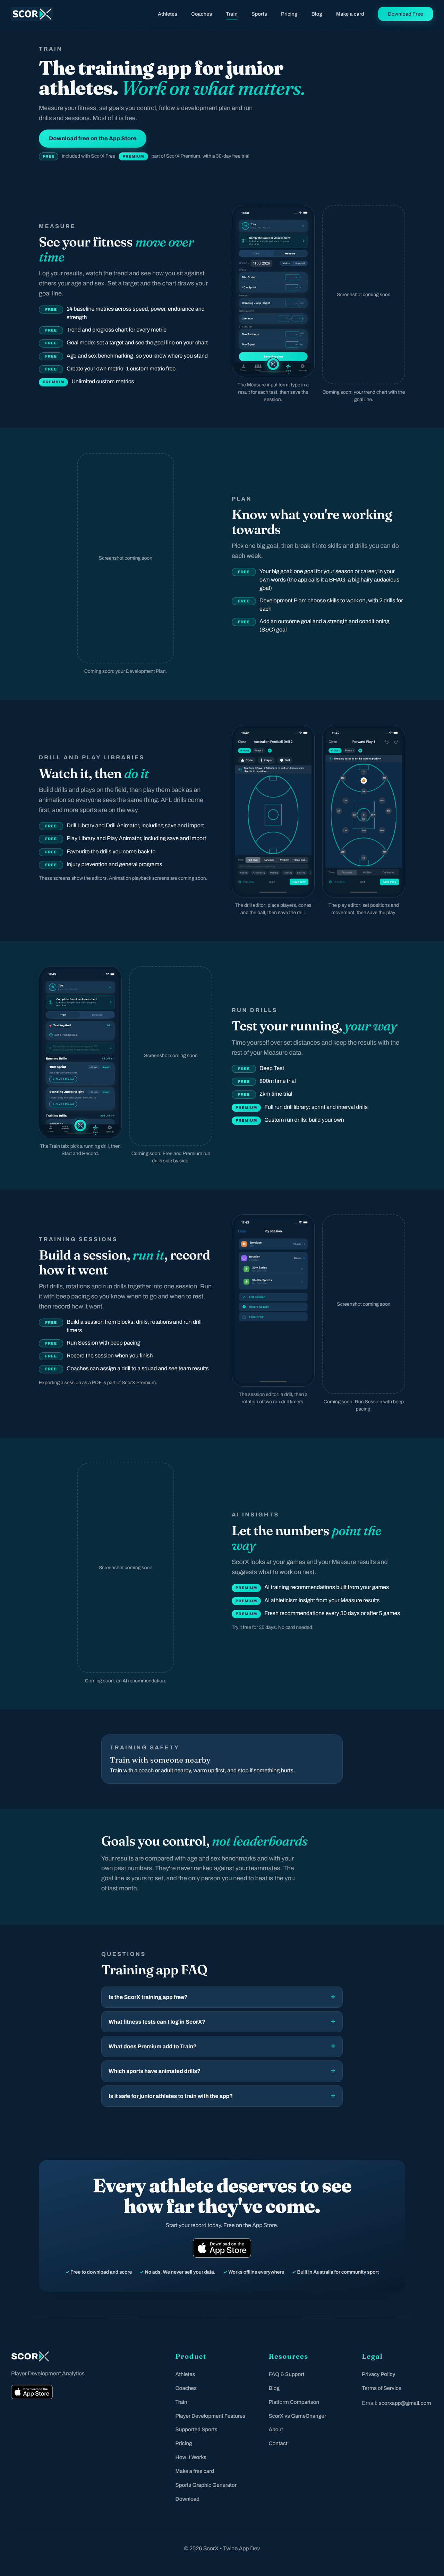 SCORX
Athletes
Coaches
Train
Sports
Pricing
Blog
Make a card
Download Free
TRAIN
The training app for junior
athletes. Work on what matters.
Measure your fitness, set goals you control, follow a development plan and run
drills and sessions. Most of it is free.
Download free on the App Store
FREE Included with ScorX Free PREMIUM part of ScorX Premium, with a 30-day free trial
MEASURE
See your fitness move over
time
Log your results, watch the trend and see how you sit against
others your age and sex. Set a target and the chart draws your
goal line.
FREE 14 baseline metrics across speed, power, endurance and
strength
FREE Trend and progress chart for every metric
FREE Goal mode: set a target and see the goal line on your chart
FREE Age and sex benchmarking, so you know where you stand
FREE Create your own metric: 1 custom metric free
PREMIUM Unlimited custom metrics
The Measure input form: type in
a result for each test, then save the
session.
Screenshot coming soon
Coming soon: your trend chart with the
goal line.
Screenshot coming soon
Coming soon: your Development Plan.
PLAN
Know what you're working
towards
Pick one big goal, then break it into skills and drills you can do
each week.
FREE Your big goal: one goal for your season or career, in your
own words (the app calls it a BHAG, a big hairy audacious
goal)
FREE Development Plan: choose skills to work on, with 2 drills for
each
FREE Add an outcome goal and a strength and conditioning
(S&C) goal
DRILL AND PLAY LIBRARIES
Watch it, then do it
Build drills and plays on the field, then play them back as an
animation so everyone sees the same thing. AFL drills come
first, and more sports are on the way.
FREE Drill Library and Drill Animator, including save and import
FREE Play Library and Play Animator, including save and import
FREE Favourite the drills you come back to
FREE Injury prevention and general programs
These screens show the editors. Animation playback screens are coming soon.
Australian Football Drill 2
The drill editor: place players, cones
and the ball, then save the drill.
Forward Play 1
The play editor: set positions and
movement, then save the play.
The Train tab: pick a running drill, then
Start and Record.
Screenshot coming soon
Coming soon: Free and Premium run
drills side by side.
RUN DRILLS
Test your running, your way
Time yourself over set distances and keep the results with the
rest of your Measure data.
FREE Beep Test
FREE 800m time trial
FREE 2km time trial
PREMIUM Full run drill library: sprint and interval drills
PREMIUM Custom run drills: build your own
TRAINING SESSIONS
Build a session, run it, record
how it went
Put drills, rotations and run drills together into one session. Run
it with beep pacing so you know when to go and when to rest,
then record how it went.
FREE Build a session from blocks: drills, rotations and run drill
timers
FREE Run Session with beep pacing
FREE Record the session when you finish
FREE Coaches can assign a drill to a squad and see team results
Exporting a session as a PDF is part of ScorX Premium.
My session
The session editor: a drill, then a
rotation of two run drill timers.
Screenshot coming soon
Coming soon: Run Session with beep
pacing.
Screenshot coming soon
Coming soon: an AI recommendation.
AI INSIGHTS
Let the numbers point the
way
ScorX looks at your games and your Measure results and
suggests what to work on next.
PREMIUM AI training recommendations built from your games
PREMIUM AI athleticism insight from your Measure results
PREMIUM Fresh recommendations every 30 days or after 5 games
Try it free for 30 days. No card needed.
TRAINING SAFETY
Train with someone nearby
Train with a coach or adult nearby, warm up first, and stop if something hurts.
Goals you control, not leaderboards
Your results are compared with age and sex benchmarks and with your
own past numbers. They're never ranked against your teammates. The
goal line is yours to set, and the only person you need to beat is the you
of last month.
QUESTIONS
Training app FAQ
Is the ScorX training app free? +
What fitness tests can I log in ScorX? +
What does Premium add to Train? +
Which sports have animated drills? +
Is it safe for junior athletes to train with the app? +
Every athlete deserves to see
how far they've come.
Start your record today. Free on the App Store.
Download on the
App Store
✓ Free to download and score ✓ No ads. We never sell your data. ✓ Works offline everywhere ✓ Built in Australia for community sport
SCORX
Player Development Analytics
Download on the
App Store
Product
Athletes
Coaches
Train
Player Development Features
Supported Sports
Pricing
How It Works
Make a free card
Sports Graphic Generator
Download
Resources
FAQ & Support
Blog
Platform Comparison
ScorX vs GameChanger
About
Contact
Legal
Privacy Policy
Terms of Service
Email: scorxapp@gmail.com
© 2026 ScorX • Twine App Dev